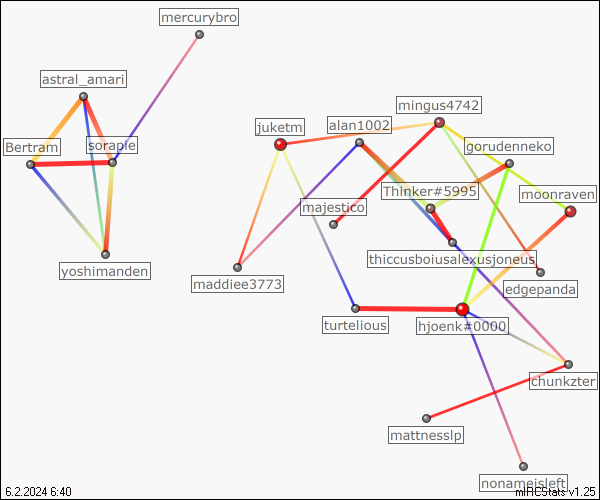 mercurybro
astral_amari
mingus4742
juketm
alan1002
Bertram
sorapie
gorudenneko
Thinker#5995
moonraven
majestico
thiccusboiusalexusjoneus
yoshimanden
maddiee3773
edgepanda
turtelious
hjoenk#0000
chunkzter
mattnesslp
nonameisleft
6.2.2024 6:40
mIRCStats v1.25